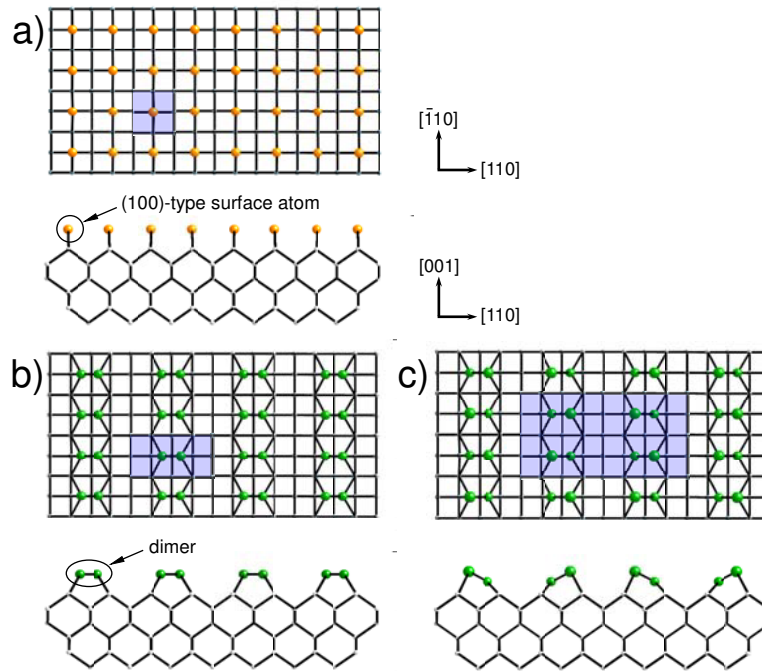 a)
[1̄10]
[110]
(100)-type surface atom
[001]
[110]
b)
c)
dimer